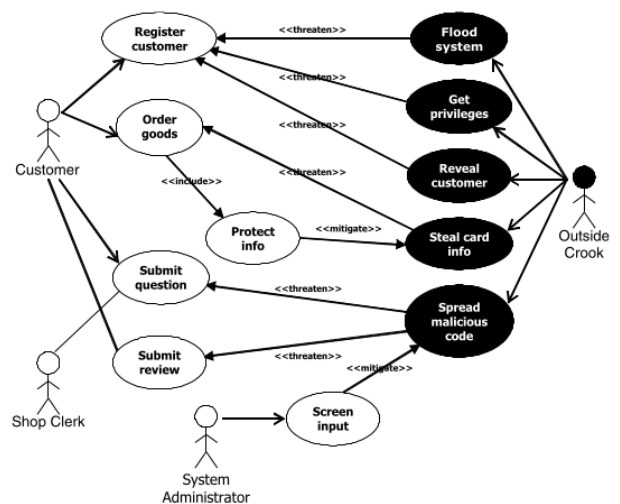 Register
customer
<<threaten>>
Flood
system
<<threaten>>
Get
privileges
Order
goods
<<threaten>>
Customer
<<include>>
<<threaten>>
Reveal
customer
Protect
info
<<mitigate>>
Steal card
info
Outside
Crook
Submit
question
<<threaten>>
Spread
malicious
code
Submit
review
<<threaten>>
<<mitigate>>
Shop Clerk
Screen
input
System
Administrator